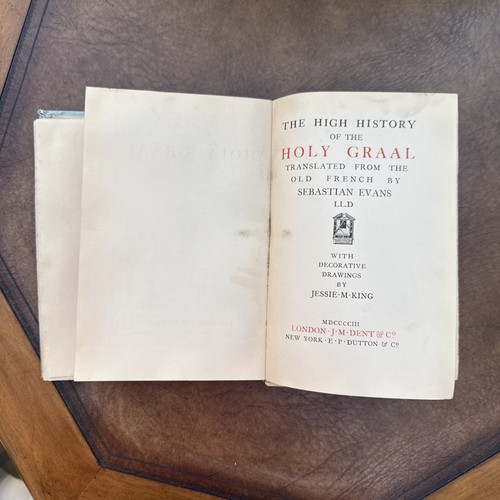 THE HIGH HISTORY
OF THE
HOLY GRAAL
TRANSLATED FROM THE
OLD FRENCH BY
SEBASTIAN EVANS
LL.D
WITH
DECORATIVE
DRAWINGS
BY
JESSIE·M·KING
MDCCCCIII
LONDON·J·M·DENT & Cº
NEW YORK·E·P·DUTTON & Cº